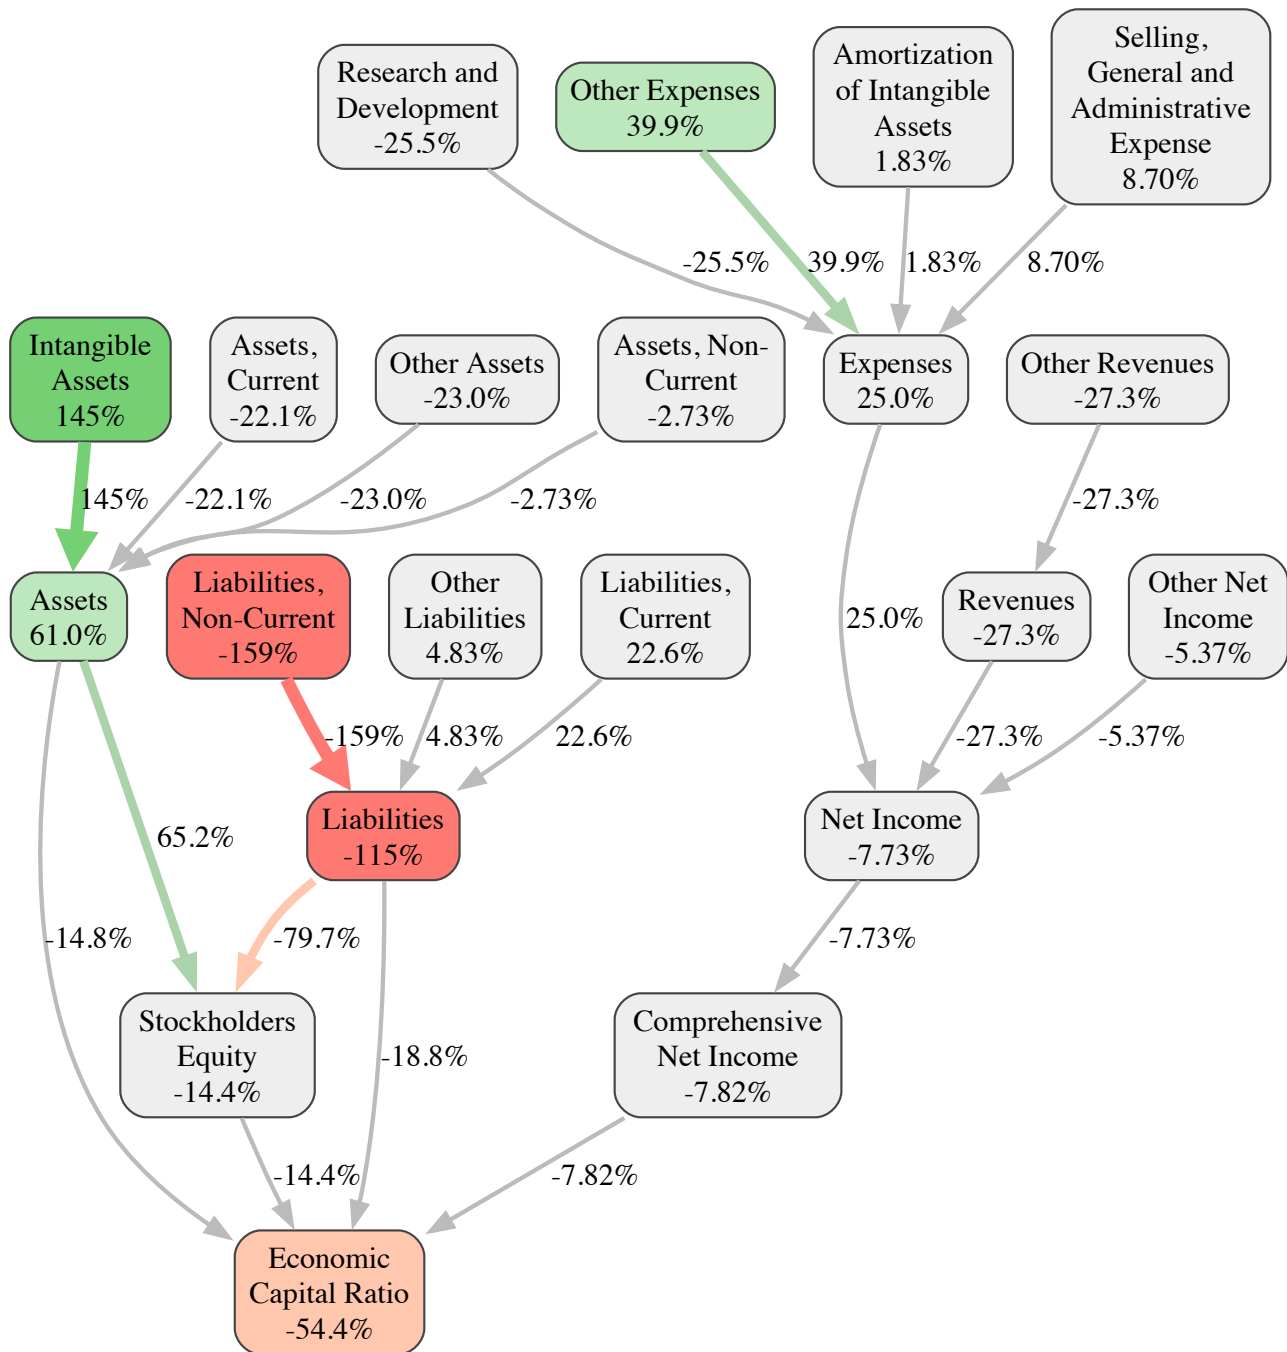 Research and
Development
-25.5%
Other Expenses
39.9%
Amortization
of Intangible
Assets
1.83%
Selling,
General and
Administrative
Expense
8.70%
-25.5%
39.9%
1.83%
8.70%
Intangible
Assets
145%
Assets,
Current
-22.1%
Other Assets
-23.0%
Assets, Non-
Current
-2.73%
Expenses
25.0%
Other Revenues
-27.3%
145%
-22.1%
-23.0%
-2.73%
-27.3%
Assets
61.0%
Liabilities,
Non-Current
-159%
Other
Liabilities
4.83%
Liabilities,
Current
22.6%
25.0%
Revenues
-27.3%
Other Net
Income
-5.37%
-159%
4.83%
22.6%
-27.3%
-5.37%
65.2%
Liabilities
-115%
Net Income
-7.73%
-14.8%
-79.7%
-7.73%
Stockholders
Equity
-14.4%
-18.8%
Comprehensive
Net Income
-7.82%
-14.4%
-7.82%
Economic
Capital Ratio
-54.4%